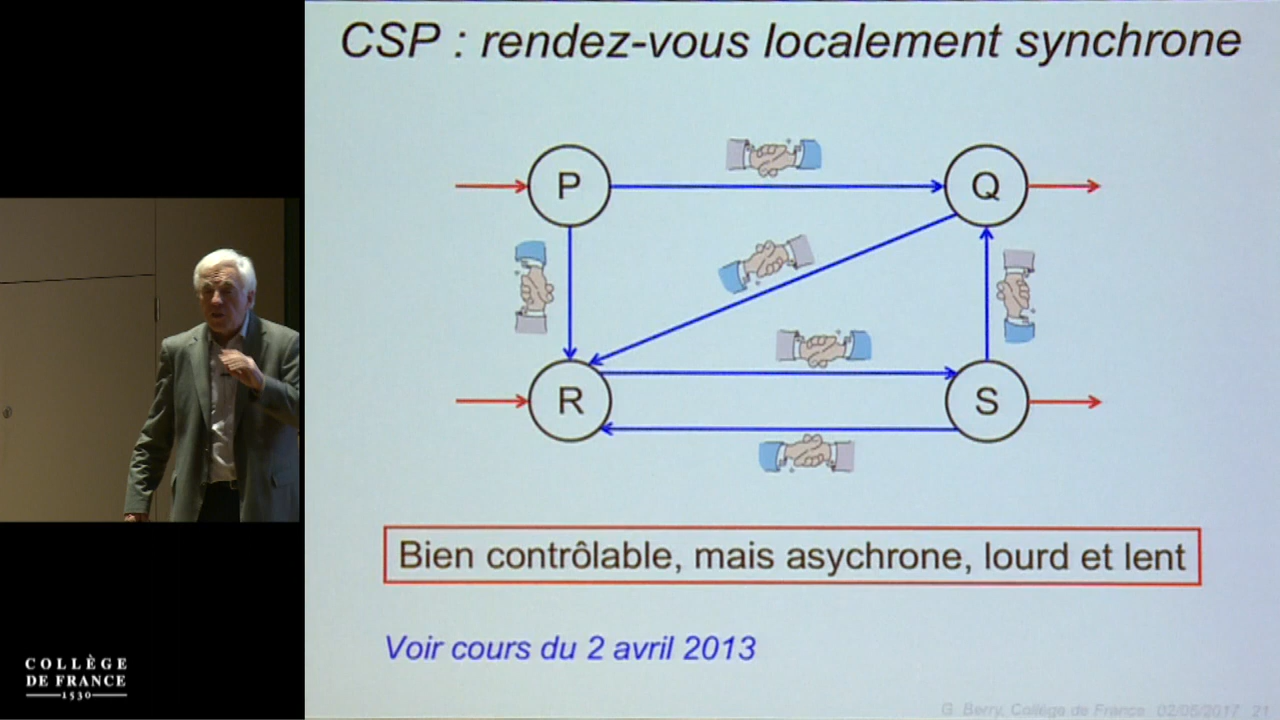 CSP : rendez-vous localement synchrone
P
Q
R
S
Bien contrôlable, mais asychrone, lourd et lent
Voir cours du 2 avril 2013
G. Berry, Collège de France 02/05/2017 21
COLLÈGE
DE FRANCE
1530